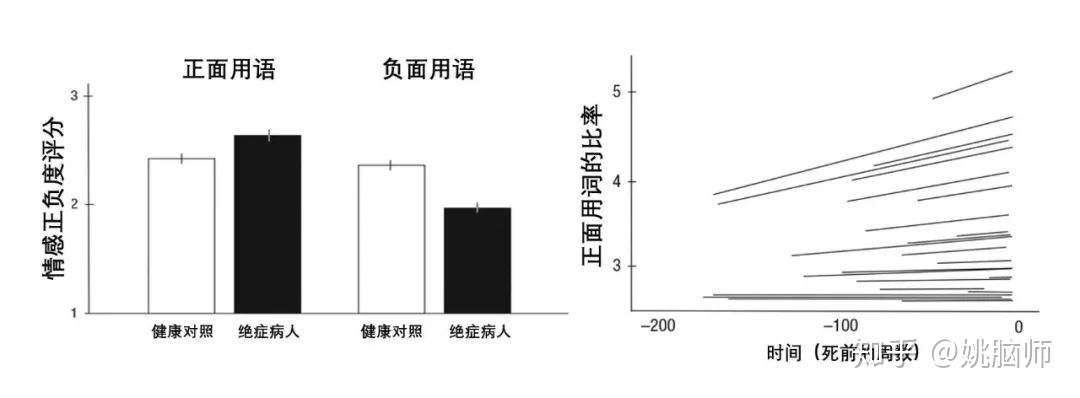 正面用语
负面用语
情感正负度评分
3
2
1
健康对照
绝症病人
健康对照
绝症病人
正面用词的比率
5
4
3
-200
-100
0
时间（死前 周数）
知乎 @姚脑师